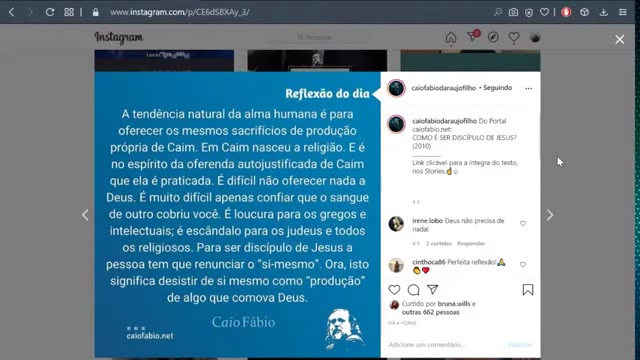 www.instagram.com/p/CE6dSBXAy_3/
Instagram
Pesquisar
Reflexão do dia
A tendência natural da alma humana é para
oferecer os mesmos sacrifícios de produção
própria de Caim. Em Caim nasceu a religião. E é
no espírito da oferenda autojustificada de Caim
que ela é praticada. É difícil não oferecer nada a
Deus. É muito difícil apenas confiar que o sangue
de outro cobriu você. É loucura para os gregos e
intelectuais; é escândalo para os judeus e todos
os religiosos. Para ser discípulo de Jesus a
pessoa tem que renunciar o “si-mesmo”. Ora, isto
significa desistir de si mesmo como “produção”
de algo que comova Deus.
caiofabio.net
Caio Fábio
caiofabiodaraujofilho • Seguindo
caiofabiodaraujofilho Do Portal
caiofabio.net:
COMO É SER DISCÍPULO DE JESUS?
(2010)
Link clicável para a íntegra do texto,
nos Stories.
4 h
irene.lobo Deus não precisa de
nada!
4 h 2 curtidas Responder
cinthoca86 Perfeita reflexão!
Curtido por bruna.wills e
outras 662 pessoas
HÁ 4 HORAS
Adicione um comentário...
Publicar